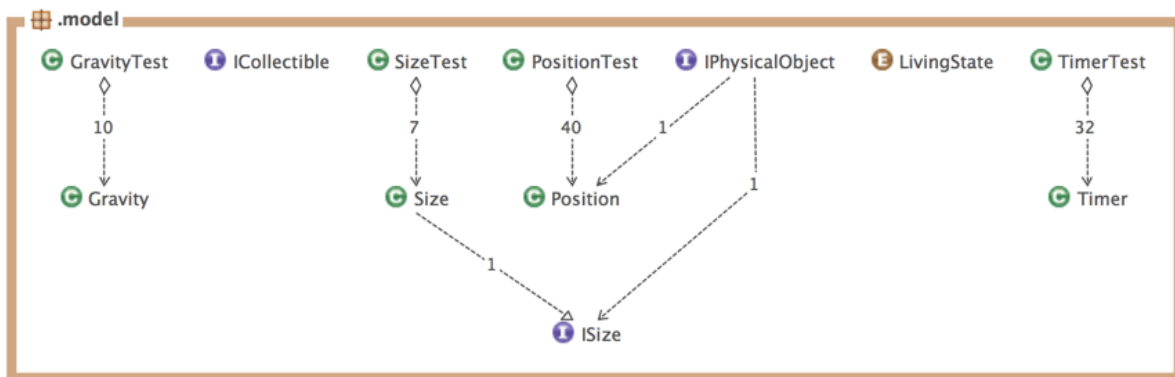 .model
C GravityTest I ICollectible C SizeTest C PositionTest I IPhysicalObject E LivingState C TimerTest
10 7 40 1 32
C Gravity C Size C Position 1 C Timer
1
I ISize